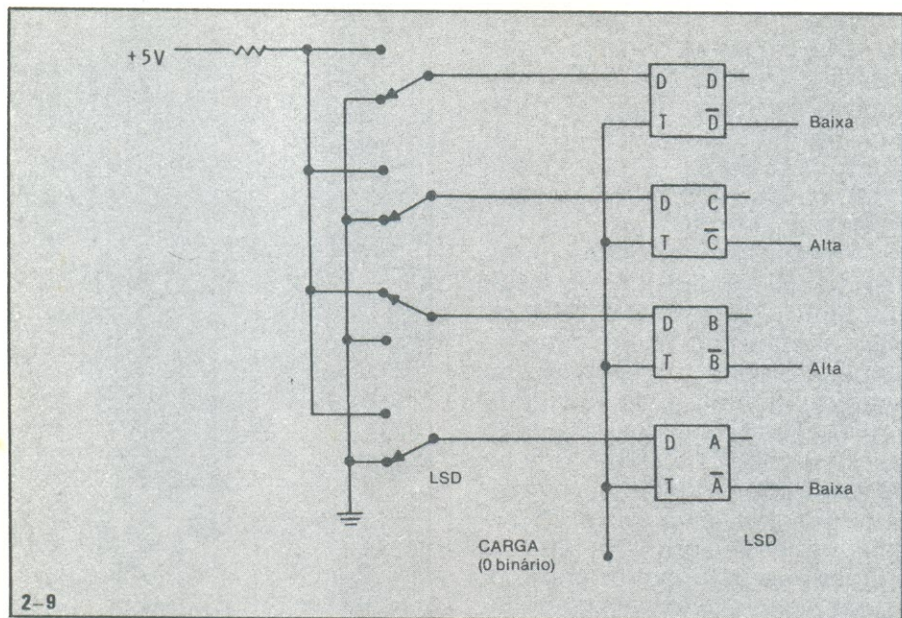 +5V
D D
T D̅
Baixa
D C
T C̅
Alta
D B
T B̅
Alta
D A
T A̅
Baixa
LSD
LSD
CARGA
(0 binário)
2–9